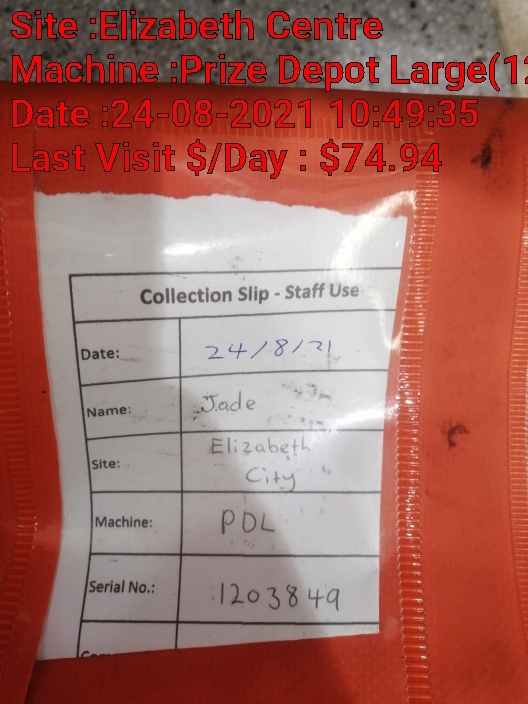 Site :Elizabeth Centre
Machine :Prize Depot Large(12
Date :24-08-2021 10:49:35
Last Visit $/Day : $74.94
Collection Slip - Staff Use
Date: 24/8/21
Name: Jade
Site: Elizabeth
City
Machine: PDL
Serial No.: 1203849